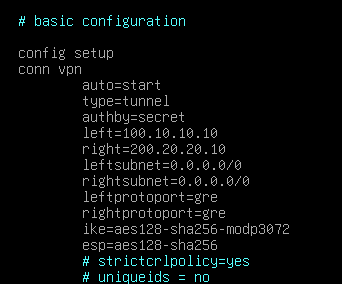 # basic configuration
config setup
conn vpn
auto=start
type=tunnel
authby=secret
left=100.10.10.10
right=200.20.20.10
leftsubnet=0.0.0.0/0
rightsubnet=0.0.0.0/0
leftprotoport=gre
rightprotoport=gre
ike=aes128-sha256-modp3072
esp=aes128-sha256
# strictcrlpolicy=yes
# uniqueids = no